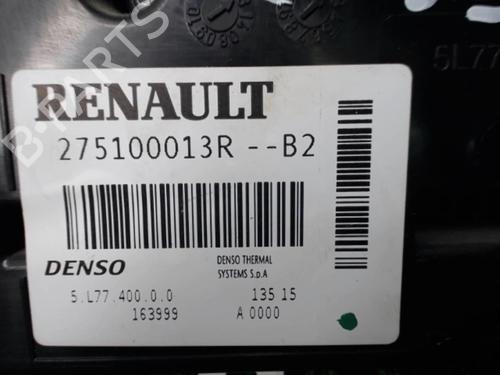 RENAULT
275100013R --B2
DENSO
DENSO THERMAL
SYSTEMS S.p.A
5.L77.400.0.0
135 15
163999
A 0000
5L77
B-PARTS